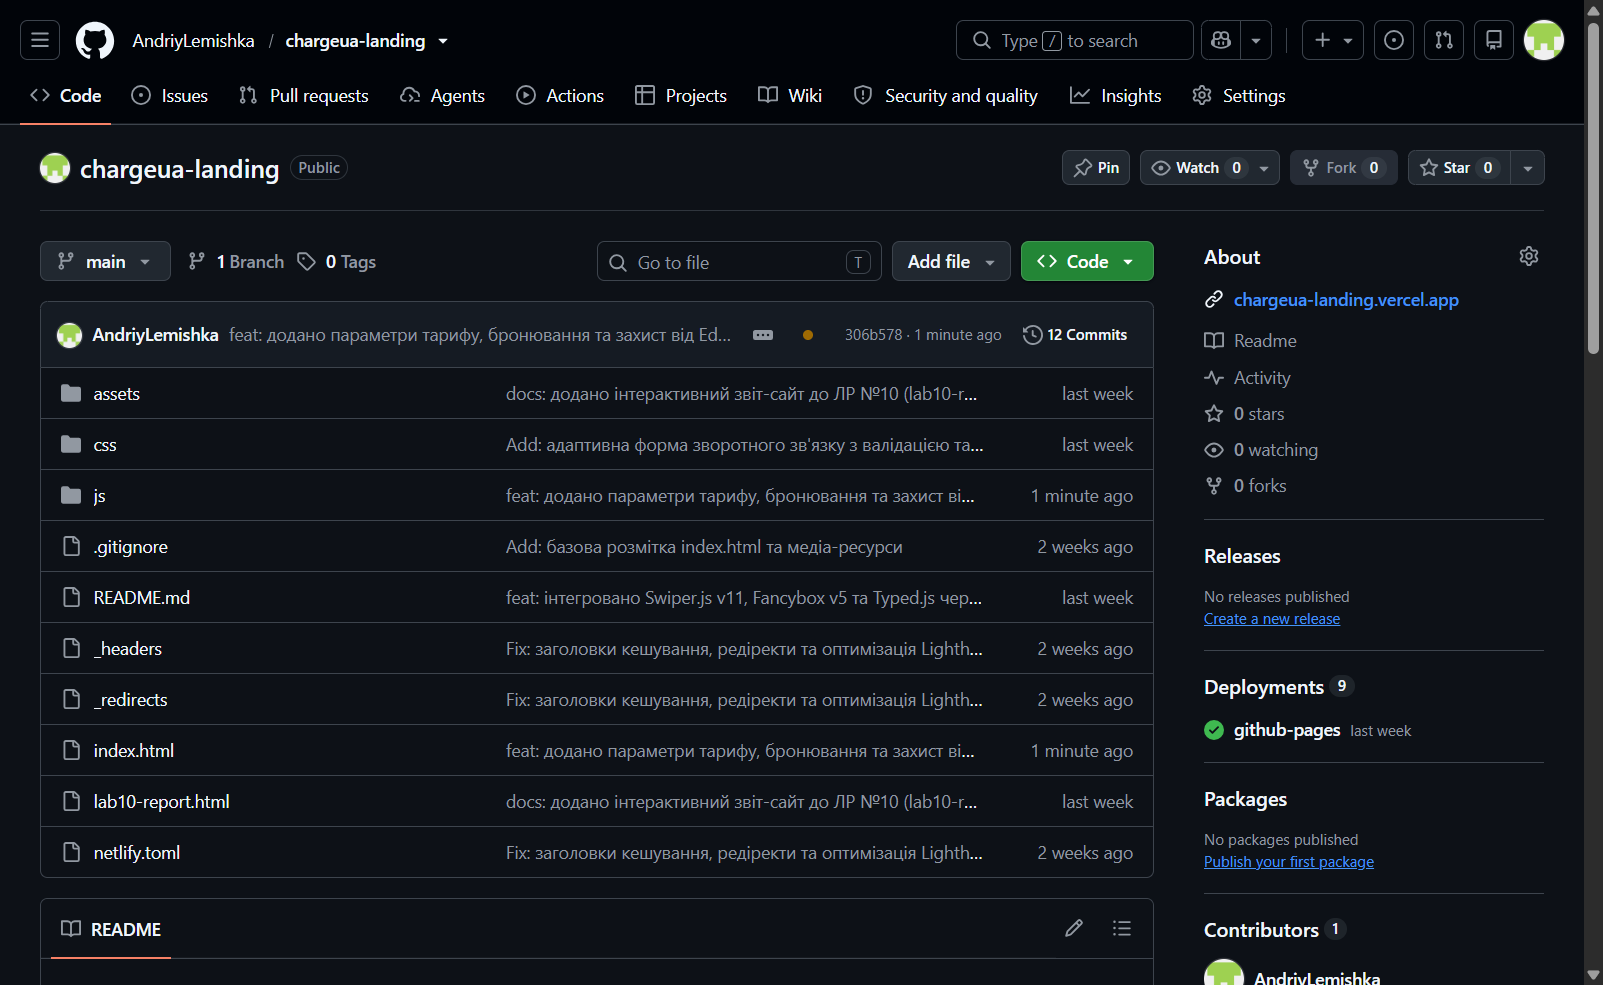 AndriyLemishka / chargeua-landing
Type / to search
Code Issues Pull requests Agents Actions Projects Wiki Security and quality Insights Settings
chargeua-landing Public
Pin Watch 0 Fork 0 Star 0
main 1 Branch 0 Tags Go to file T Add file Code
AndriyLemishka feat: додано параметри тарифу, бронювання та захист від Ed... 306b578 · 1 minute ago 12 Commits
assets docs: додано інтерактивний звіт-сайт до ЛР №10 (lab10-r... last week
css Add: адаптивна форма зворотного зв'язку з валідацією та... last week
js feat: додано параметри тарифу, бронювання та захист ві... 1 minute ago
.gitignore Add: базова розмітка index.html та медіа-ресурси 2 weeks ago
README.md feat: інтегровано Swiper.js v11, Fancybox v5 та Typed.js чер... last week
_headers Fix: заголовки кешування, редіректи та оптимізація Lighth... 2 weeks ago
_redirects Fix: заголовки кешування, редіректи та оптимізація Lighth... 2 weeks ago
index.html feat: додано параметри тарифу, бронювання та захист ві... 1 minute ago
lab10-report.html docs: додано інтерактивний звіт-сайт до ЛР №10 (lab10-r... last week
netlify.toml Fix: заголовки кешування, редіректи та оптимізація Lighth... 2 weeks ago
README
About
chargeua-landing.vercel.app
Readme
Activity
0 stars
0 watching
0 forks
Releases
No releases published
Create a new release
Deployments 9
github-pages last week
Packages
No packages published
Publish your first package
Contributors 1
AndriyLemishka